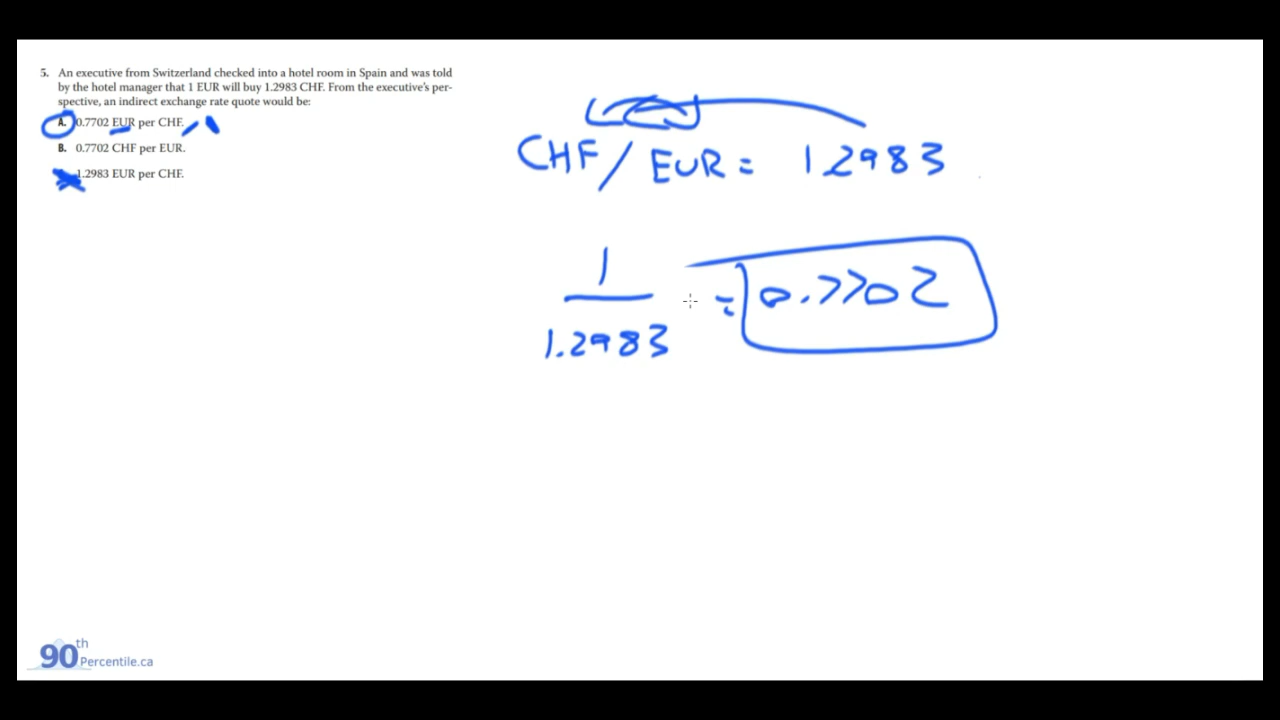 5. An executive from Switzerland checked into a hotel room in Spain and was told
by the hotel manager that 1 EUR will buy 1.2983 CHF. From the executive's per-
spective, an indirect exchange rate quote would be:
A. 0.7702 EUR per CHF.
B. 0.7702 CHF per EUR.
1.2983 EUR per CHF.
CHF / EUR = 1.2983
1
1.2983
= 0.7702
90th
Percentile.ca